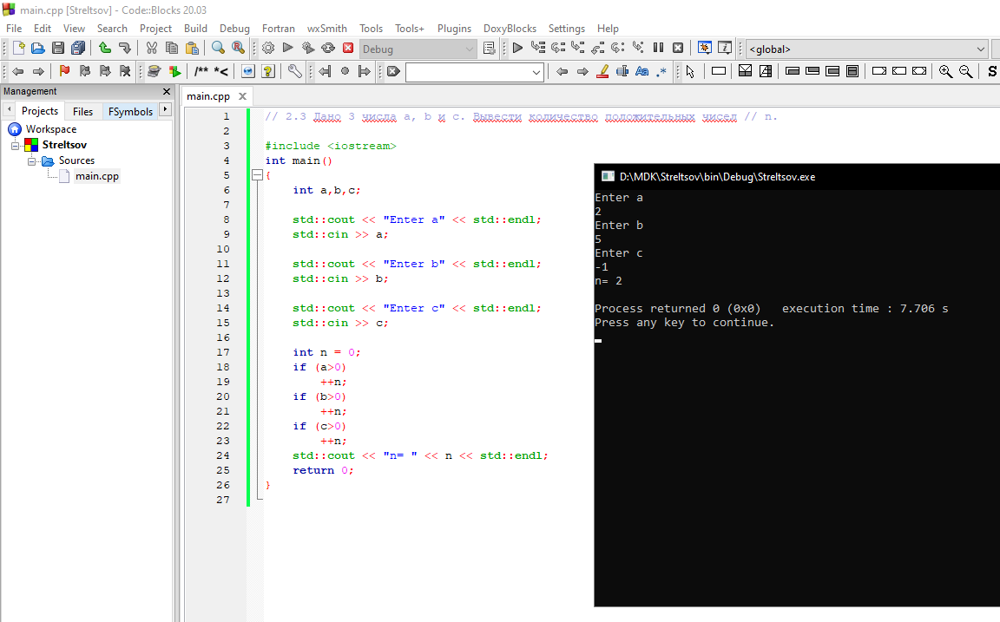 main.cpp [Streltsov] - Code::Blocks 20.03
File Edit View Search Project Build Debug Fortran wxSmith Tools Tools+ Plugins DoxyBlocks Settings Help
Debug
<global>
/** *<
Aa .*
S
Management
Projects Files FSymbols
Workspace
Streltsov
Sources
main.cpp
main.cpp
1 // 2.3 Дано 3 числа a, b и c. Вывести количество положительных чисел // n.
2
3 #include <iostream>
4 int main()
5 {
6 int a,b,c;
7
8 std::cout << "Enter a" << std::endl;
9 std::cin >> a;
10
11 std::cout << "Enter b" << std::endl;
12 std::cin >> b;
13
14 std::cout << "Enter c" << std::endl;
15 std::cin >> c;
16
17 int n = 0;
18 if (a>0)
19 ++n;
20 if (b>0)
21 ++n;
22 if (c>0)
23 ++n;
24 std::cout << "n= " << n << std::endl;
25 return 0;
26 }
27
D:\MDK\Streltsov\bin\Debug\Streltsov.exe
Enter a
2
Enter b
5
Enter c
-1
n= 2
Process returned 0 (0x0) execution time : 7.706 s
Press any key to continue.